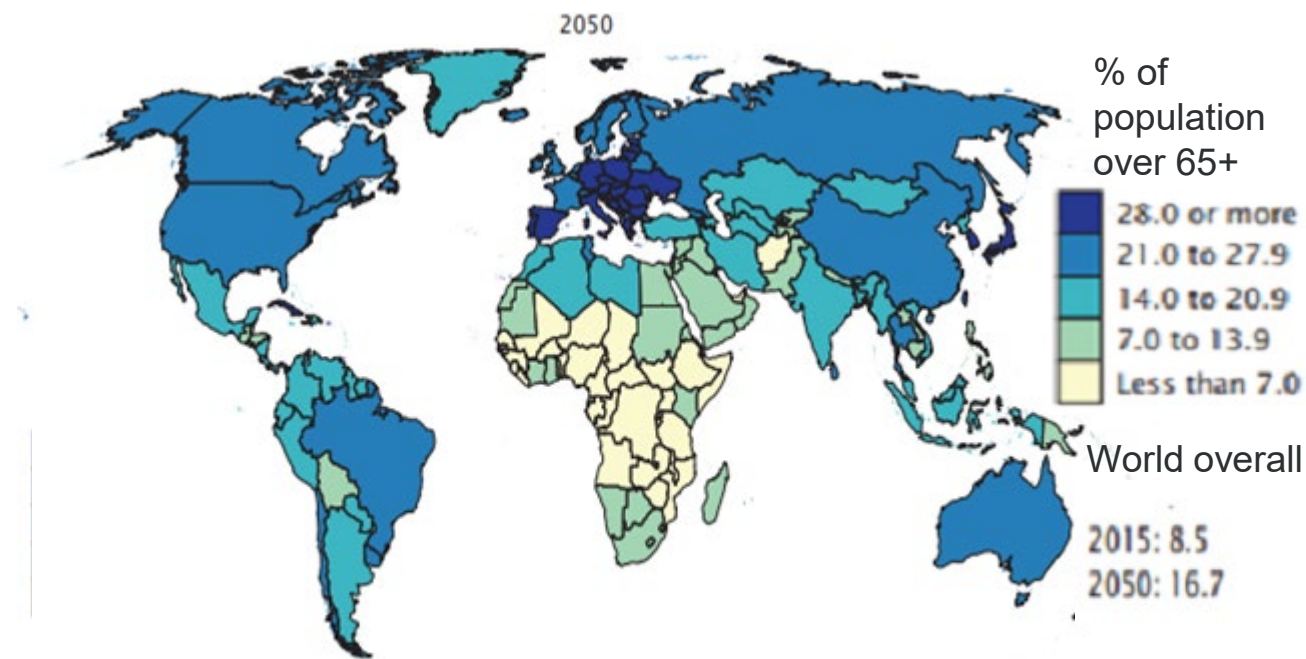 2050
% of
population
over 65+
28.0 or more
21.0 to 27.9
14.0 to 20.9
7.0 to 13.9
Less than 7.0
World overall
2015: 8.5
2050: 16.7